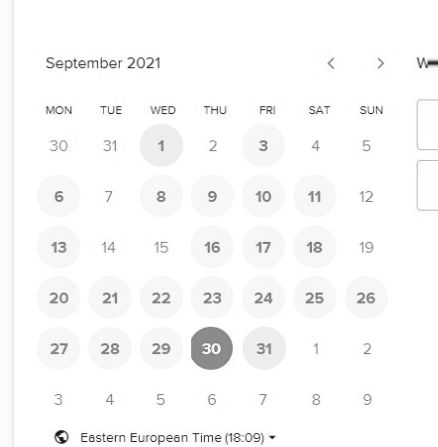 September 2021
MON TUE WED THU FRI SAT SUN
30 31 1 2 3 4 5
6 7 8 9 10 11 12
13 14 15 16 17 18 19
20 21 22 23 24 25 26
27 28 29 30 31 1 2
3 4 5 6 7 8 9
Eastern European Time (18:09)